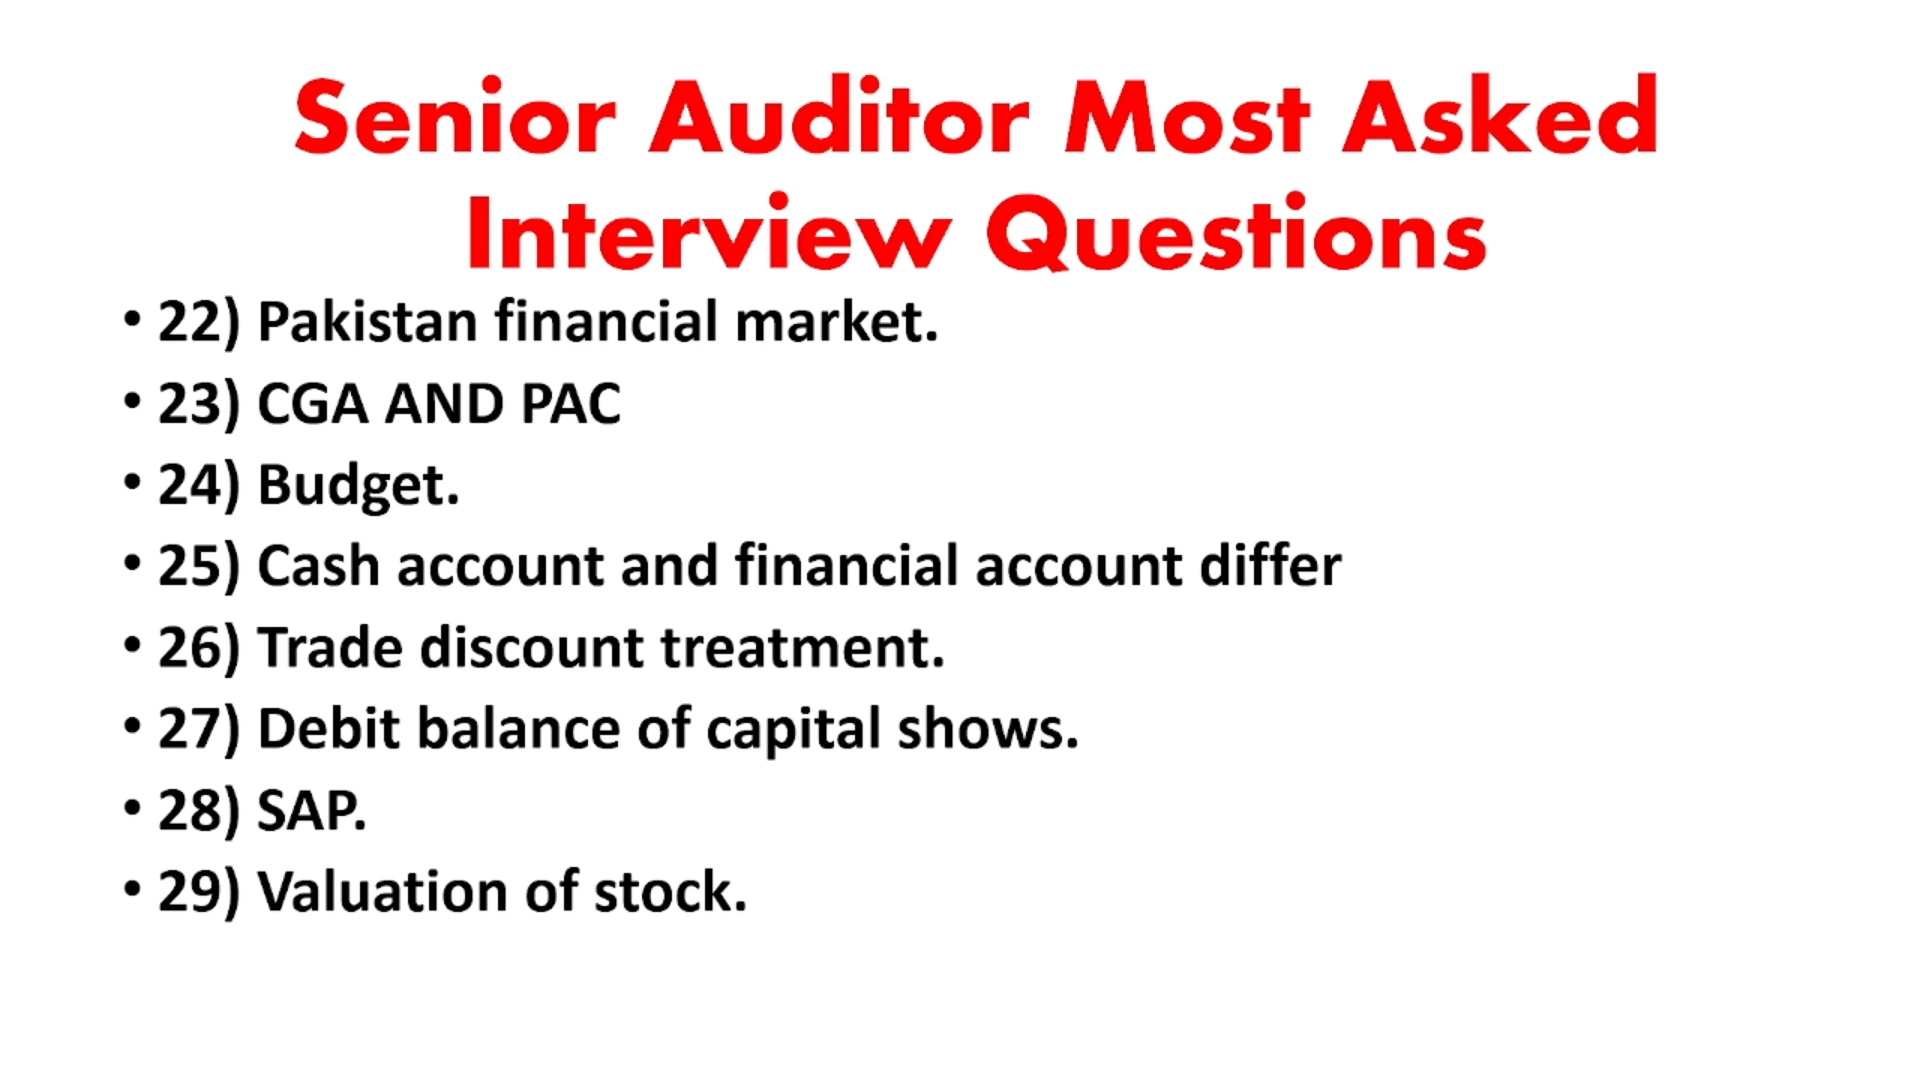 Senior Auditor Most Asked
Interview Questions
• 22) Pakistan financial market.
• 23) CGA AND PAC
• 24) Budget.
• 25) Cash account and financial account differ
• 26) Trade discount treatment.
• 27) Debit balance of capital shows.
• 28) SAP.
• 29) Valuation of stock.